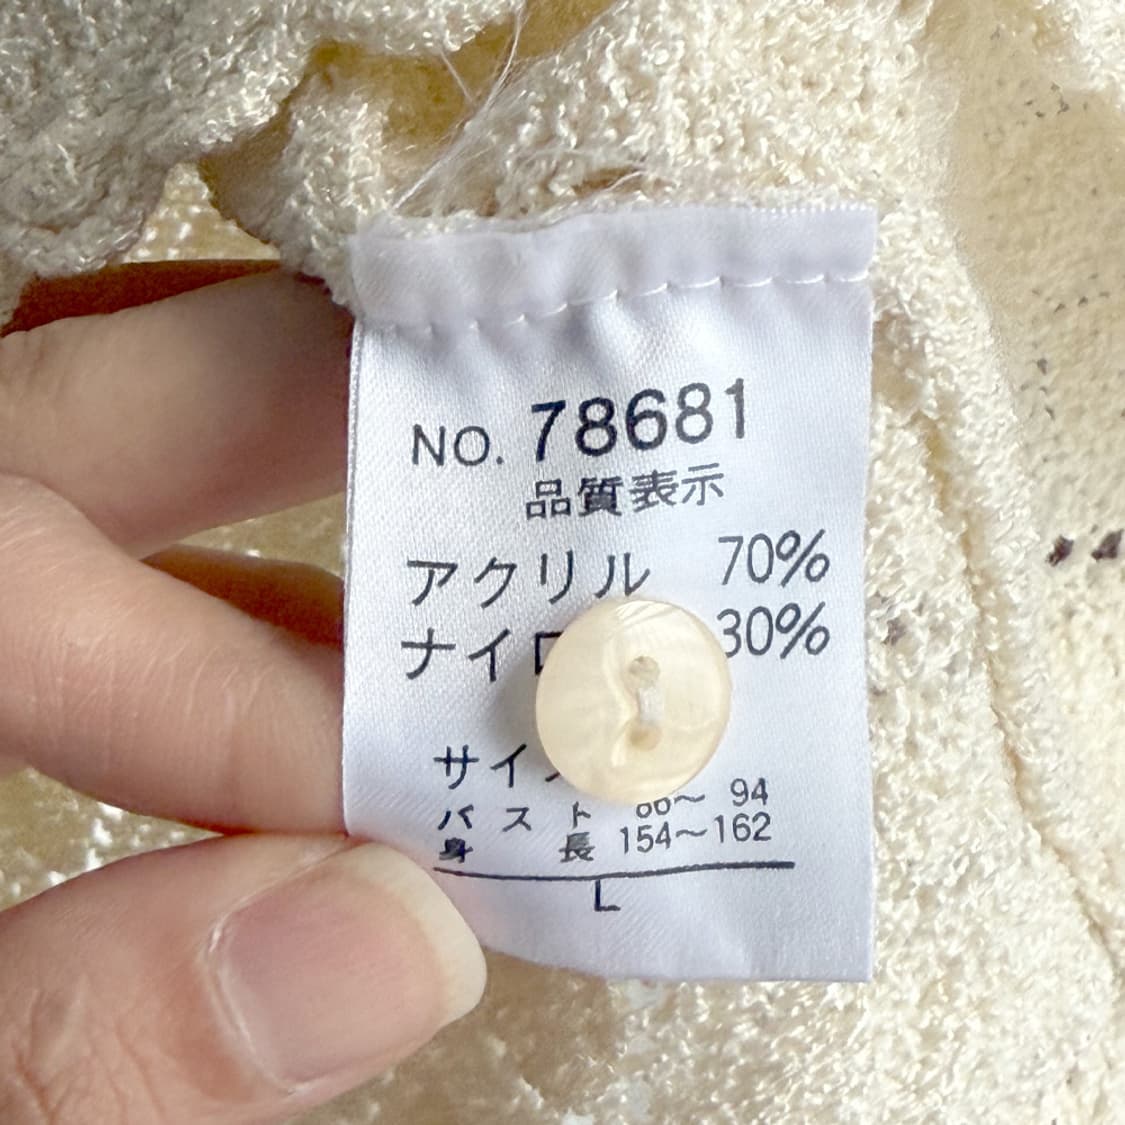 NO. 78681
品質表示
アクリル 70%
ナイロ 30%
サイ
バスト 86～94
身長 154～162
L